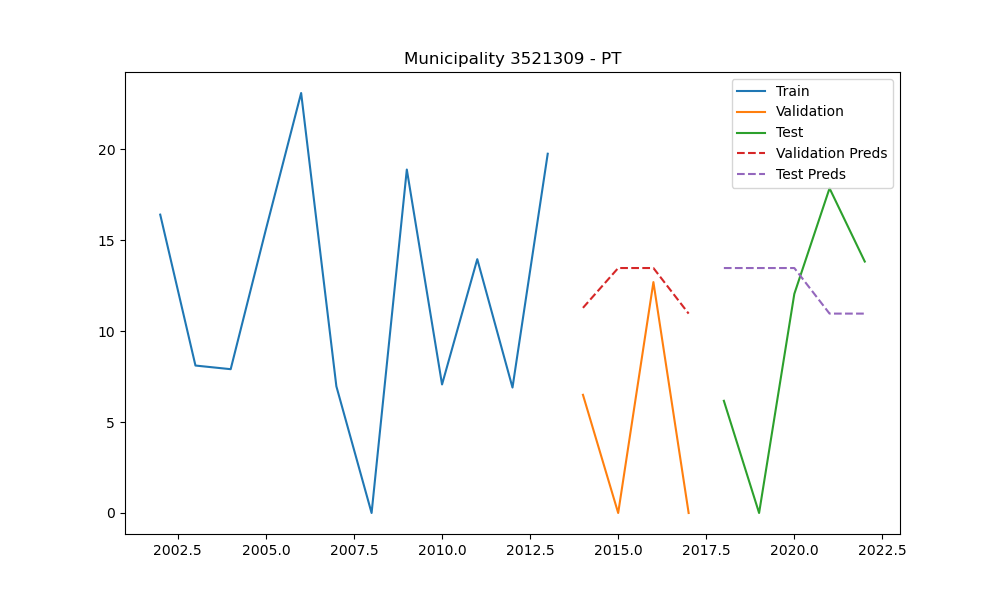 Municipality 3521309 - PT
Train
Validation
Test
Validation Preds
Test Preds
20
15
10
5
0
2002.5 2005.0 2007.5 2010.0 2012.5 2015.0 2017.5 2020.0 2022.5